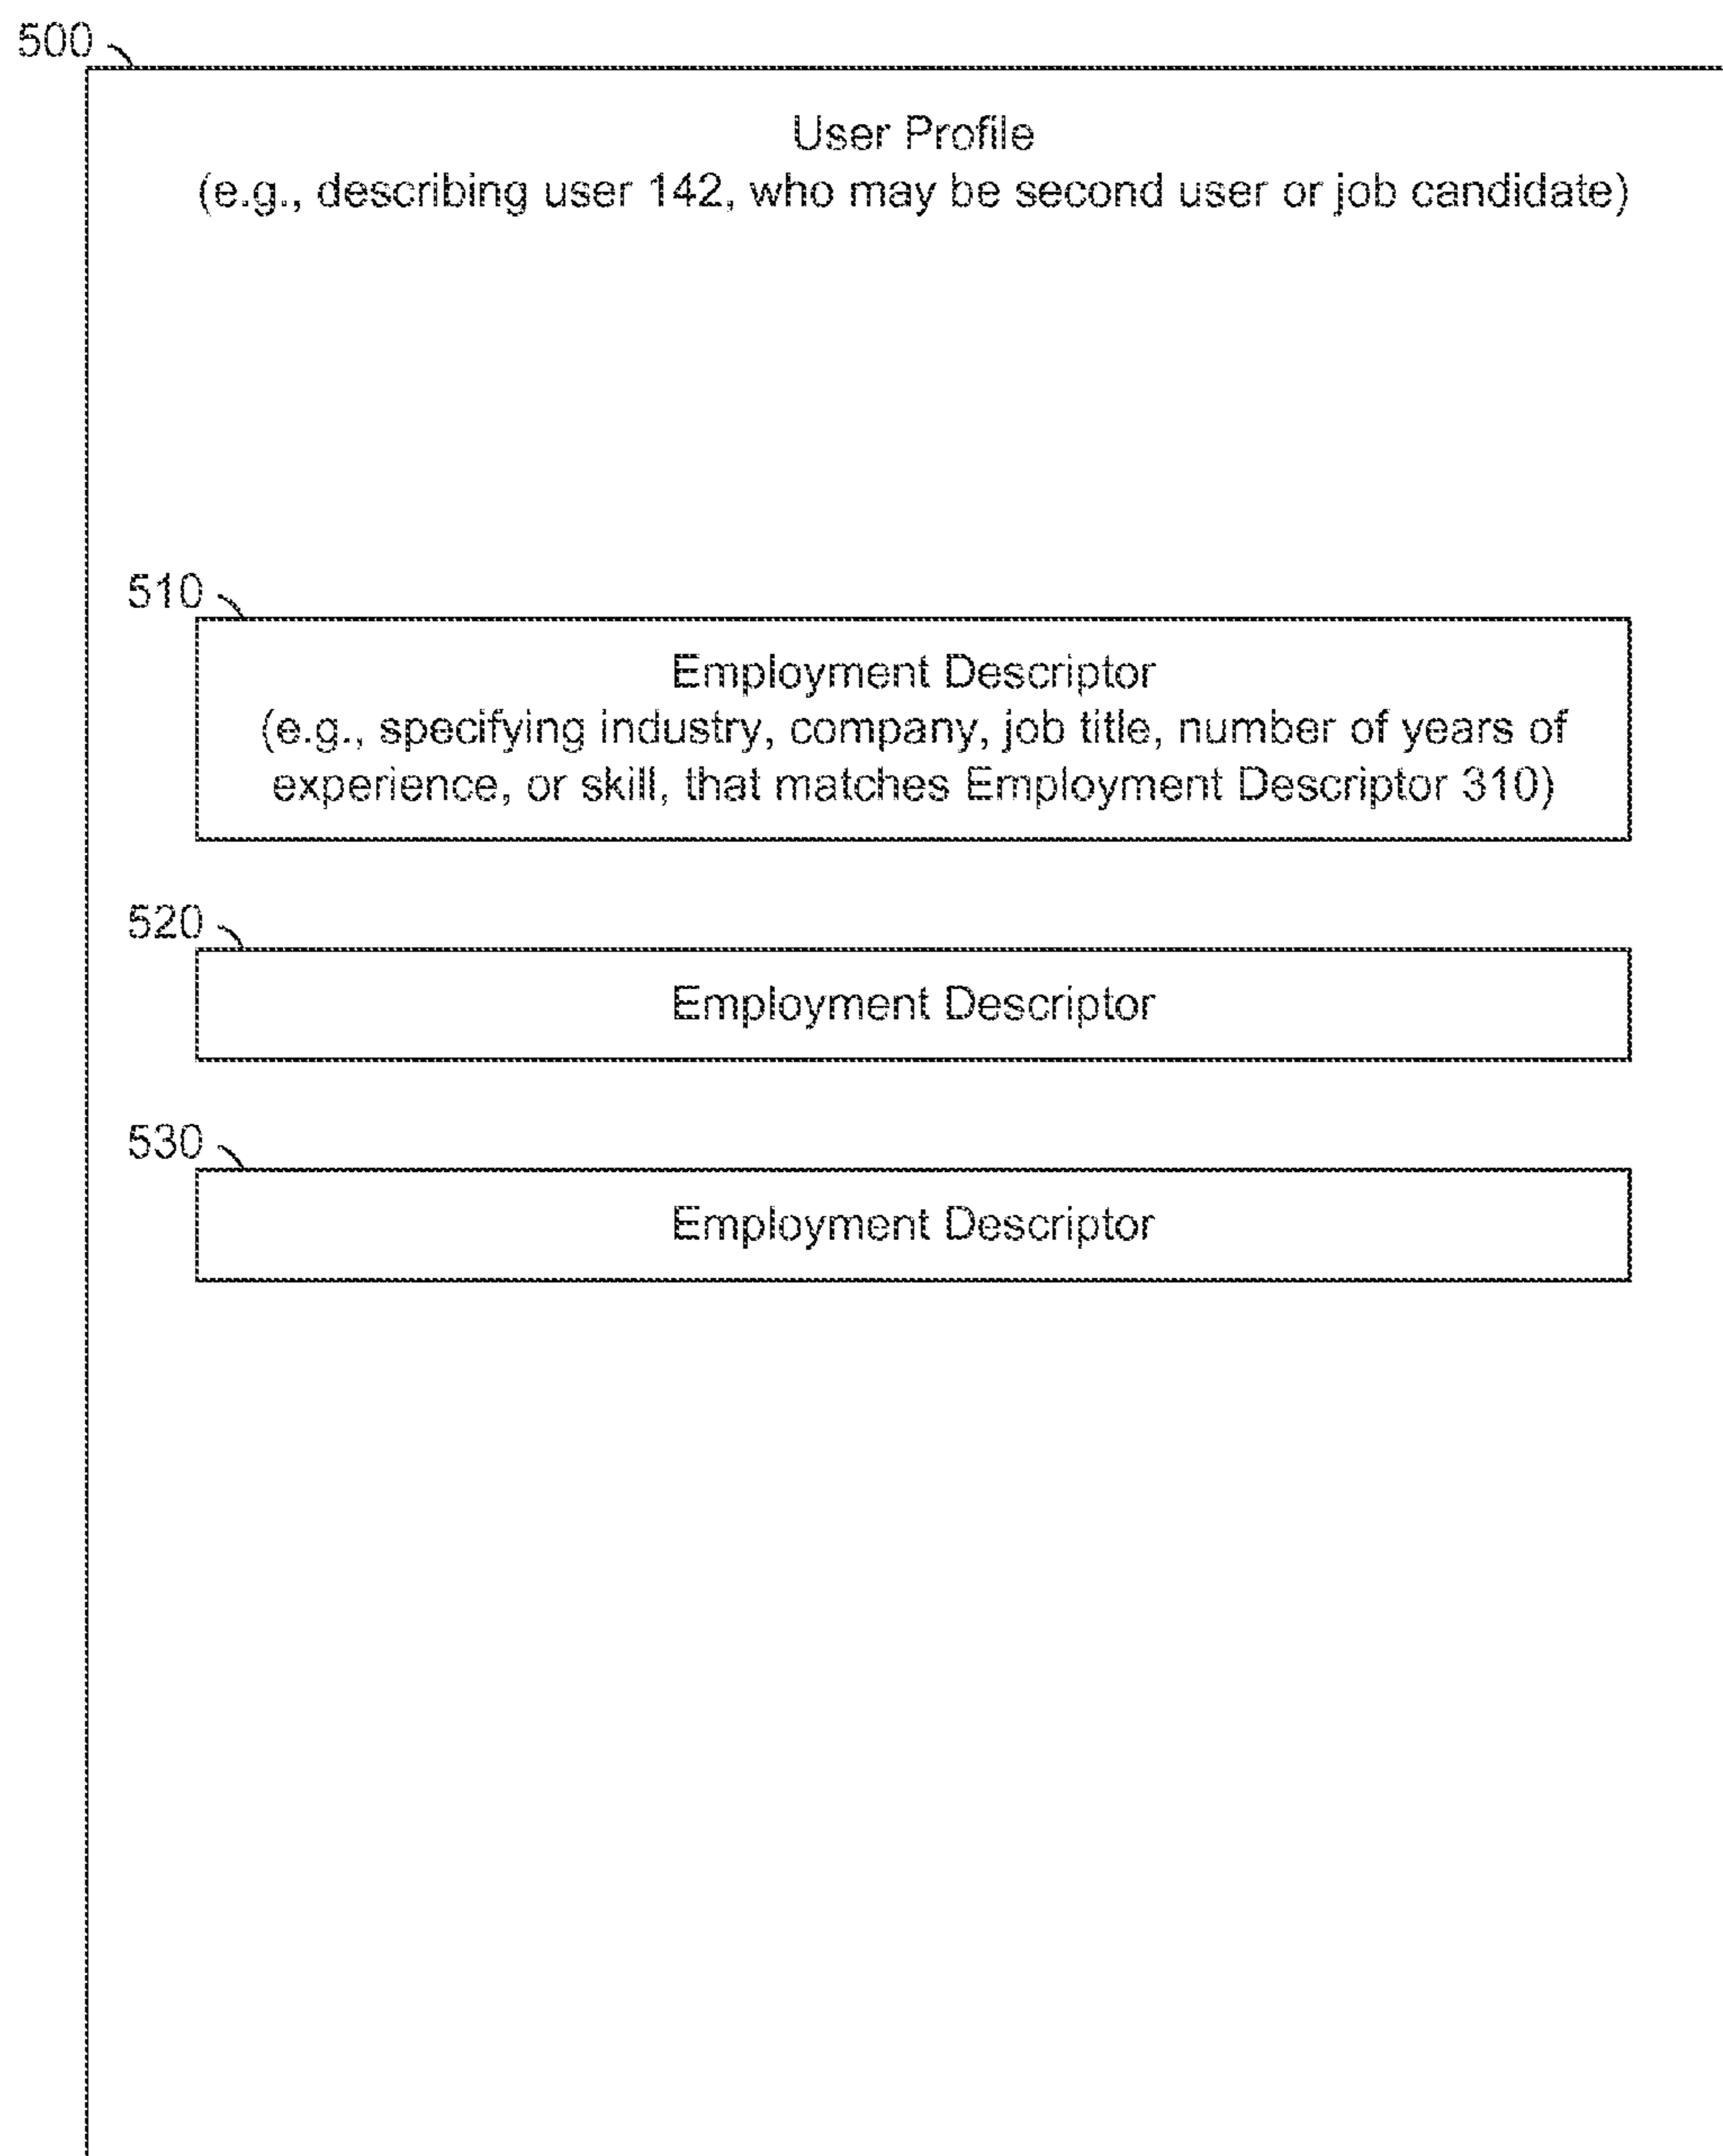 500
User Profile
(e.g., describing user 142, who may be second user or job candidate)
510
Employment Descriptor
(e.g., specifying industry, company, job title, number of years of
experience, or skill, that matches Employment Descriptor 310)
520
Employment Descriptor
530
Employment Descriptor